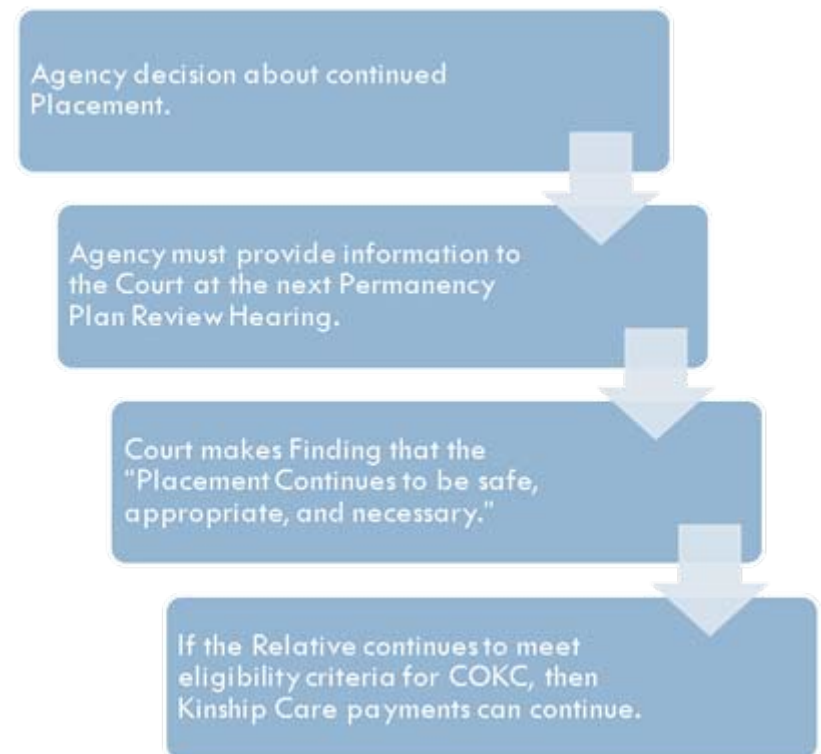 Agency decision about continued
Placement.
Agency must provide information to
the Court at the next Permanency
Plan Review Hearing.
Court makes Finding that the
"Placement Continues to be safe,
appropriate, and necessary."
If the Relative continues to meet
eligibility criteria for COKC, then
Kinship Care payments can continue.